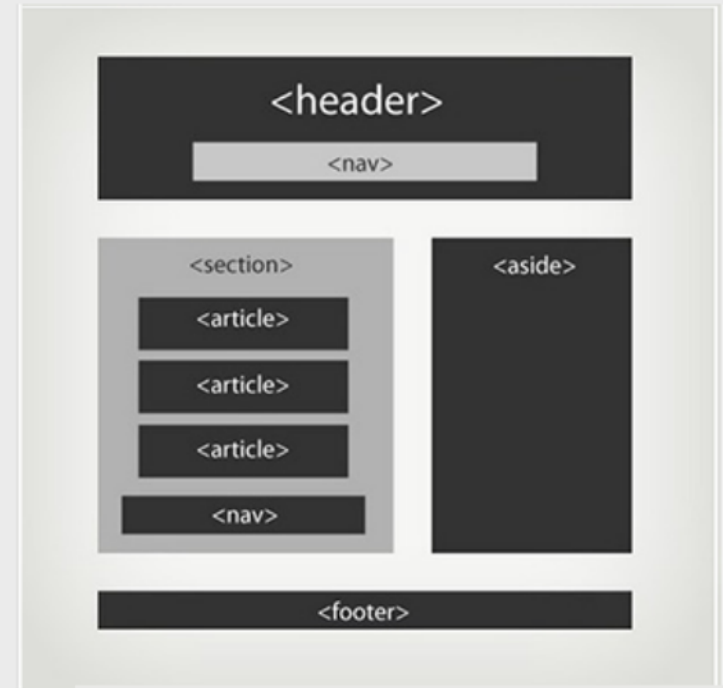 <header>
<nav>
<section>
<article>
<article>
<article>
<nav>
<aside>
<footer>